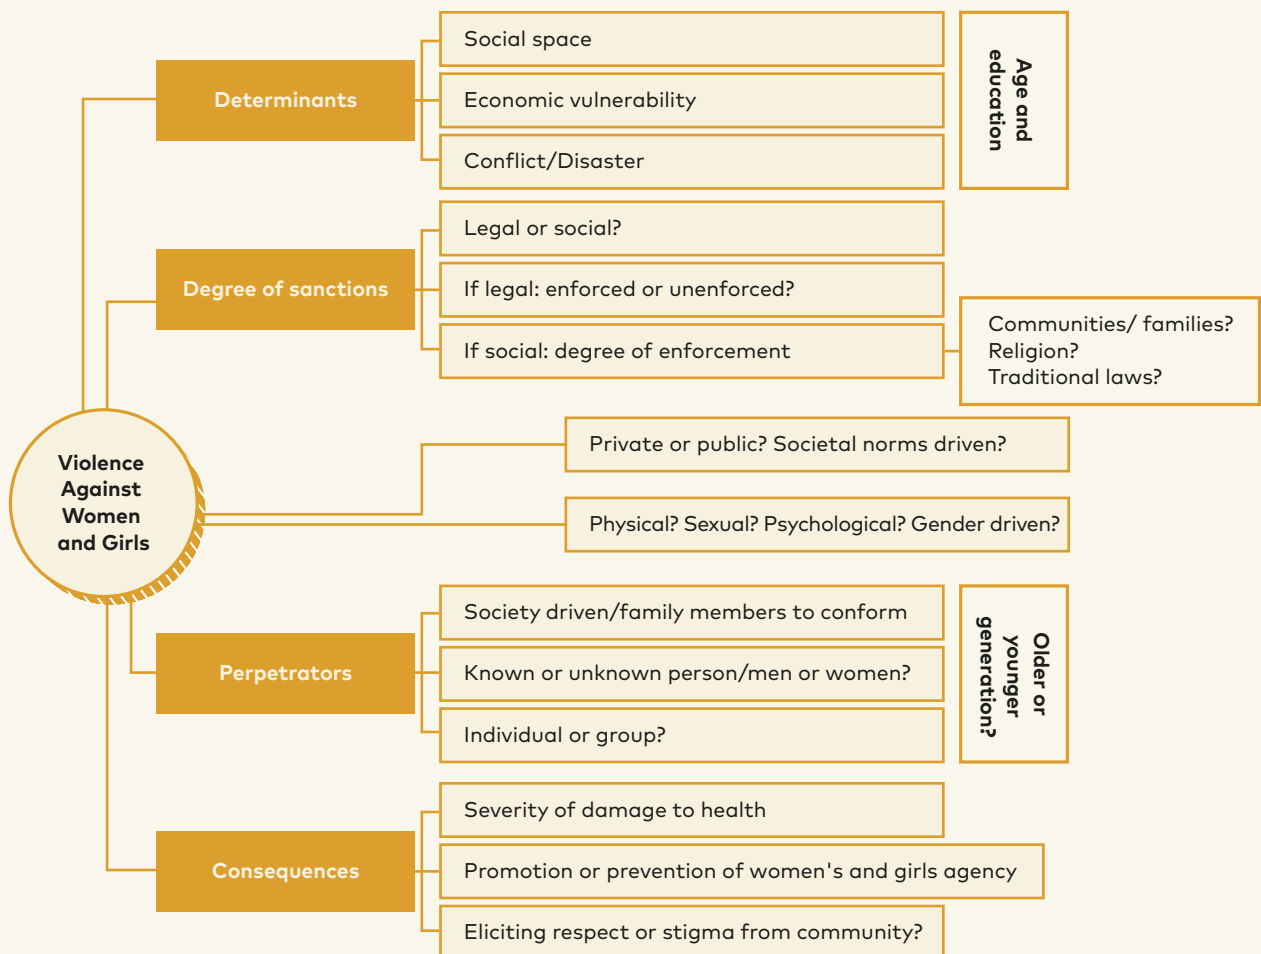 Determinants
Social space
Economic vulnerability
Conflict/Disaster
Age and
education
Degree of sanctions
Legal or social?
If legal: enforced or unenforced?
If social: degree of enforcement
Communities/ families?
Religion?
Traditional laws?
Violence
Against
Women
and Girls
Private or public? Societal norms driven?
Physical? Sexual? Psychological? Gender driven?
Perpetrators
Society driven/family members to conform
Known or unknown person/men or women?
Individual or group?
Older or
younger
generation?
Consequences
Severity of damage to health
Promotion or prevention of women's and girls agency
Eliciting respect or stigma from community?